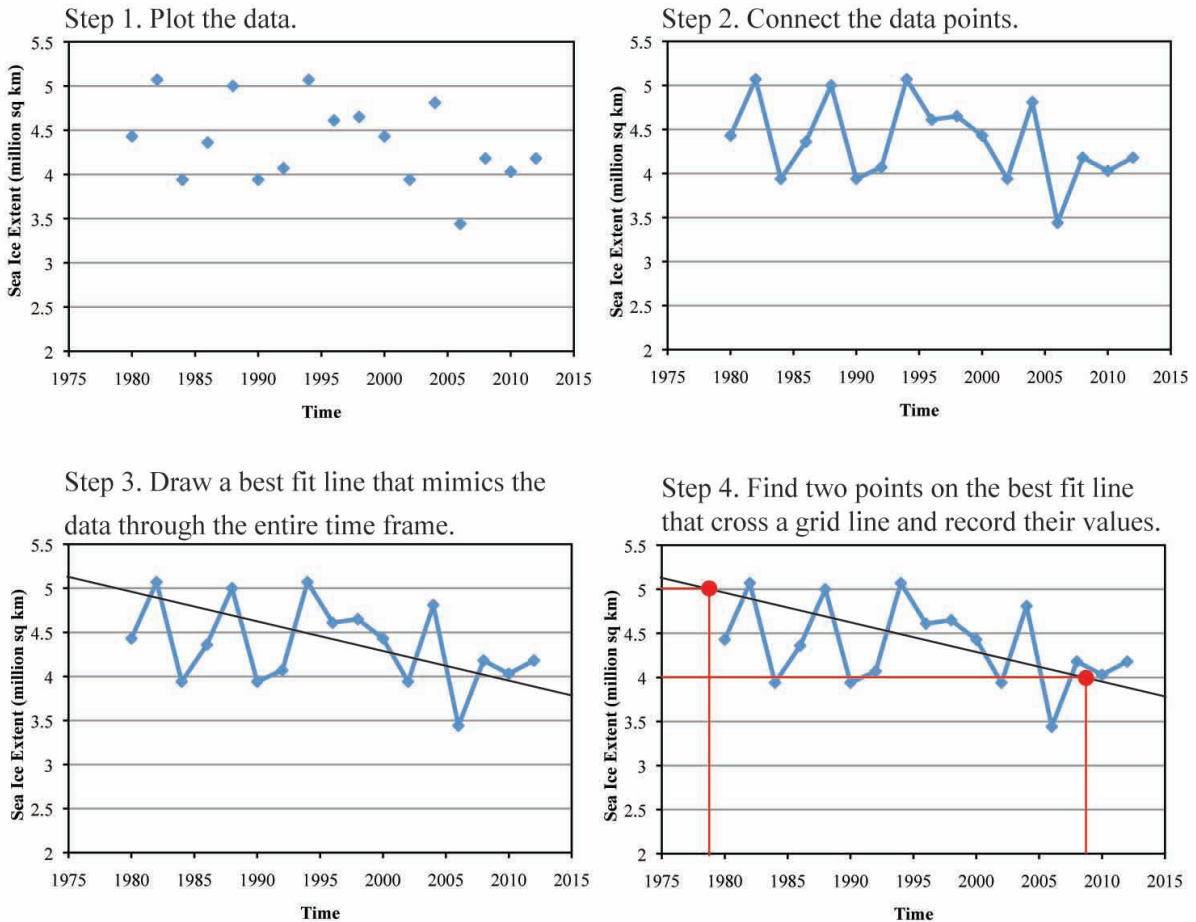 Step 1. Plot the data.
5.5
5
4.5
4
3.5
3
2.5
2
Sea Ice Extent (million sq km)
1975 1980 1985 1990 1995 2000 2005 2010 2015
Time
Step 2. Connect the data points.
5.5
5
4.5
4
3.5
3
2.5
2
Sea Ice Extent (million sq km)
1975 1980 1985 1990 1995 2000 2005 2010 2015
Time
Step 3. Draw a best fit line that mimics the
data through the entire time frame.
5.5
5
4.5
4
3.5
3
2.5
2
Sea Ice Extent (million sq km)
1975 1980 1985 1990 1995 2000 2005 2010 2015
Time
Step 4. Find two points on the best fit line
that cross a grid line and record their values.
5.5
5
4.5
4
3.5
3
2.5
2
Sea Ice Extent (million sq km)
1975 1980 1985 1990 1995 2000 2005 2010 2015
Time